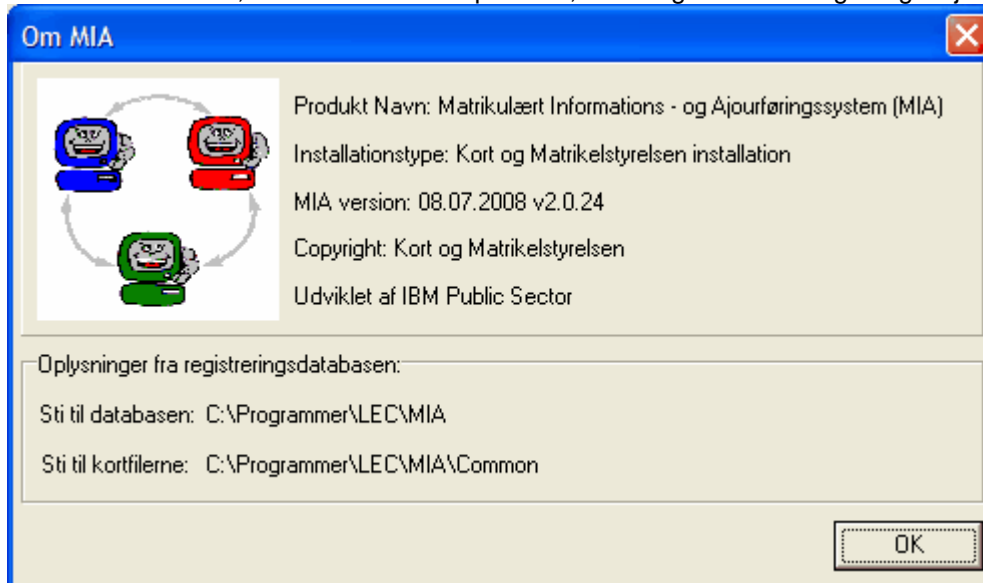 Om MIA
Produkt Navn: Matrikulært Informations - og Ajourføringssystem (MIA)
Installationstype: Kort og Matrikelstyrelsen installation
MIA version: 08.07.2008 v2.0.24
Copyright: Kort og Matrikelstyrelsen
Udviklet af IBM Public Sector
Oplysninger fra registreringsdatabasen:
Sti til databasen: C:\Programmer\LEC\MIA
Sti til kortfilerne: C:\Programmer\LEC\MIA\Common
OK